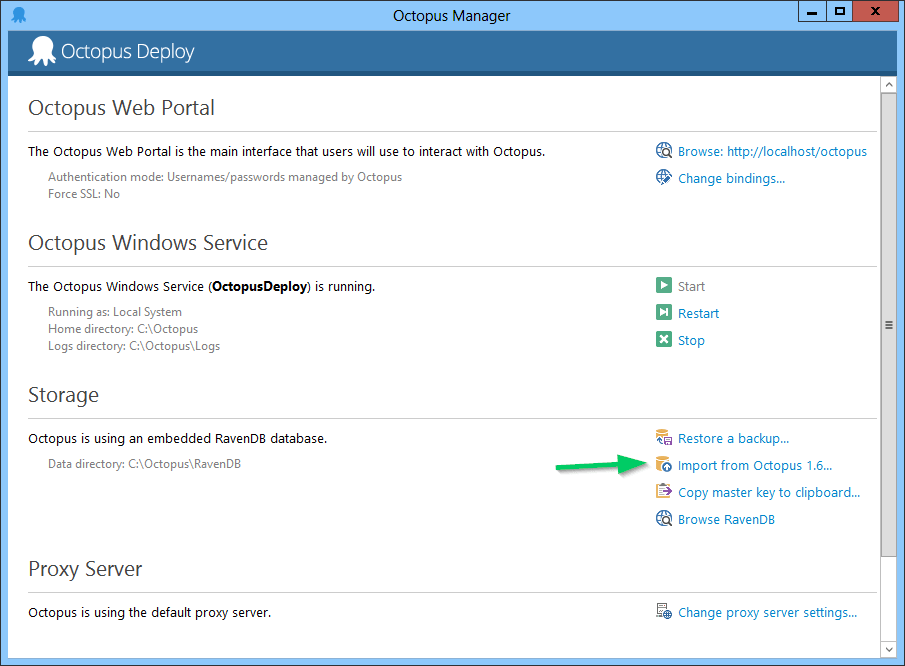 Octopus Manager
Octopus Deploy
Octopus Web Portal
The Octopus Web Portal is the main interface that users will use to interact with Octopus.
Browse: http://localhost/octopus
Authentication mode: Usernames/passwords managed by Octopus
Change bindings...
Force SSL: No
Octopus Windows Service
The Octopus Windows Service (OctopusDeploy) is running.
Start
Running as: Local System
Restart
Home directory: C:\Octopus
Stop
Logs directory: C:\Octopus\Logs
Storage
Octopus is using an embedded RavenDB database.
Restore a backup...
Data directory: C:\Octopus\RavenDB
Import from Octopus 1.6...
Copy master key to clipboard...
Browse RavenDB
Proxy Server
Octopus is using the default proxy server.
Change proxy server settings...